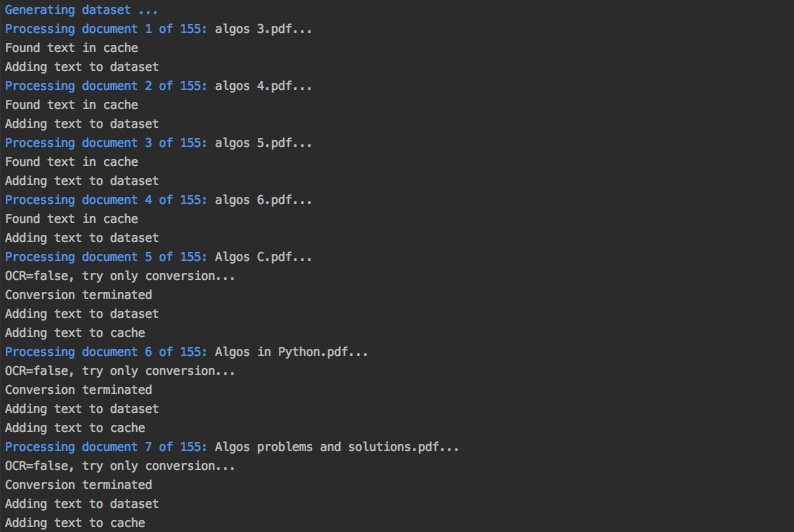 Generating dataset ...
Processing document 1 of 155: algos 3.pdf...
Found text in cache
Adding text to dataset
Processing document 2 of 155: algos 4.pdf...
Found text in cache
Adding text to dataset
Processing document 3 of 155: algos 5.pdf...
Found text in cache
Adding text to dataset
Processing document 4 of 155: algos 6.pdf...
Found text in cache
Adding text to dataset
Processing document 5 of 155: Algos C.pdf...
OCR=false, try only conversion...
Conversion terminated
Adding text to dataset
Adding text to cache
Processing document 6 of 155: Algos in Python.pdf...
OCR=false, try only conversion...
Conversion terminated
Adding text to dataset
Adding text to cache
Processing document 7 of 155: Algos problems and solutions.pdf...
OCR=false, try only conversion...
Conversion terminated
Adding text to dataset
Adding text to cache